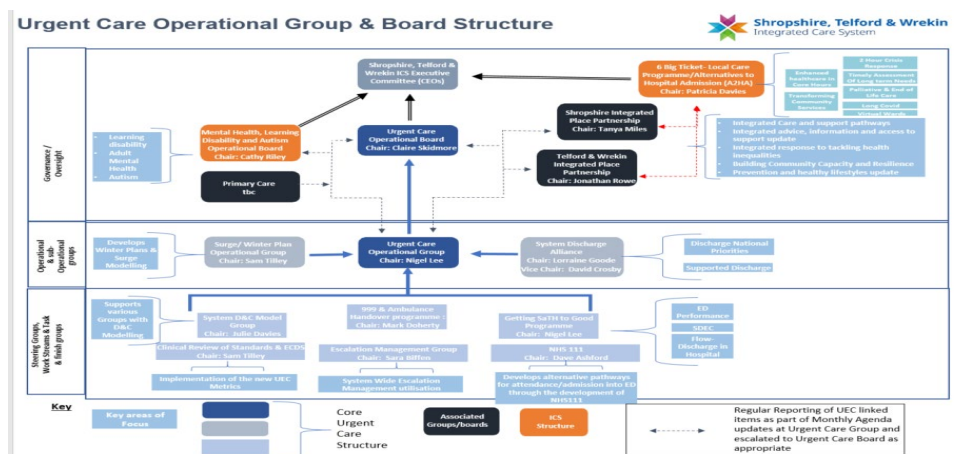 Urgent Care Operational Group & Board Structure
Shropshire, Telford & Wrekin
Integrated Care System
Governance /
Oversight
Shropshire, Telford &
Wrekin ICS Executive
Committee (CEOs)
6 Big Ticket- Local Care
Programme/Alternatives to
Hospital Admission (A2HA)
Chair: Patricia Davies
Enhanced
healthcare in
Care Hours
Transforming
Community
Services
2 Hour Crisis
Response
Timely Assessment
Of Long term Needs
Palliative & End of
Life Care
Long Covid
Virtual Wards
• Learning
disability
• Adult
Mental
Health
• Autism
Mental Health, Learning
Disability and Autism
Operational Board
Chair: Cathy Riley
Urgent Care
Operational Board
Chair: Claire Skidmore
Shropshire Integrated
Place Partnership
Chair: Tanya Miles
• Integrated Care and support pathways
• Integrated advice, information and access to
support update
• Integrated response to tackling health
inequalities
• Building Community Capacity and Resilience
• Prevention and healthy lifestyles update
Primary Care
tbc
Telford & Wrekin
Integrated Place
Partnership
Chair: Jonathan Rowe
Operational
& sub-
Operational
groups
Develops
Winter Plans &
Surge
Modelling
Surge/ Winter Plan
Operational Group
Chair: Sam Tilley
Urgent Care
Operational Group
Chair: Nigel Lee
System Discharge
Alliance
Chair: Lorraine Goode
Vice Chair: David Crosby
Discharge National
Priorities
Supported Discharge
Steering Groups,
Work Streams & Task
& finish groups
Supports
various
Groups with
D&C
Modelling
System D&C Model
Group
Chair: Julie Davies
999 & Ambulance
Handover programme :
Chair: Mark Doherty
Getting SaTH to Good
Programme
Chair: Nigel Lee
ED
Performance
SDEC
Flow-
Discharge in
Hospital
Clinical Review of Standards & ECDS
Chair: Sam Tilley
Escalation Management Group
Chair: Sara Biffen
NHS 111
Chair: Dave Ashford
Implementation of the new UEC
Metrics
System Wide Escalation
Management utilisation
Develops alternative pathways
for attendance/admission into ED
through the development of
NHS111
Key
Key areas of
Focus
Core
Urgent
Care
Structure
Associated
Groups/boards
ICS
Structure
Regular Reporting of UEC linked
items as part of Monthly Agenda
updates at Urgent Care Group and
escalated to Urgent Care Board as
appropriate